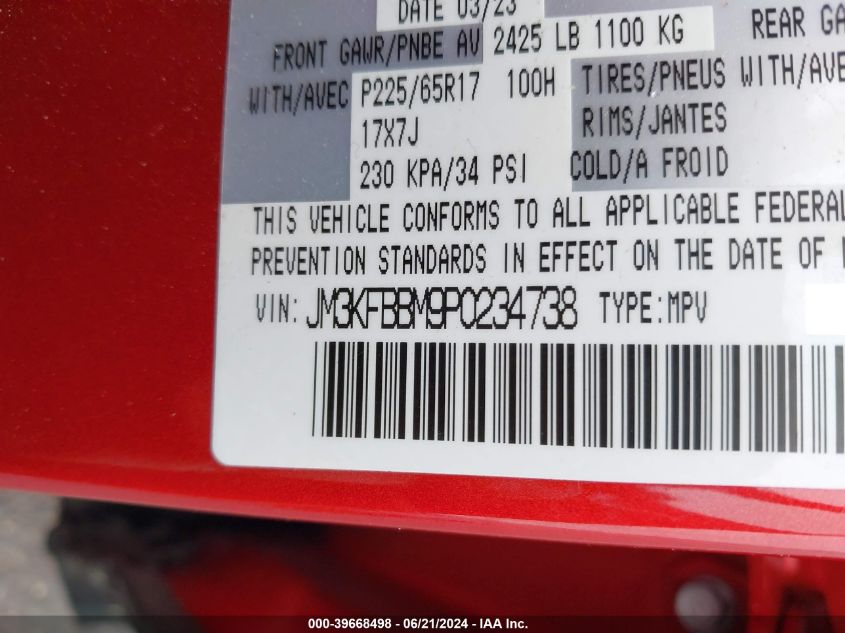 DATE 03/23
FRONT GAWR/PNBE AV 2425 LB 1100 KG REAR GA
WITH/AVEC P225/65R17 100H TIRES/PNEUS WITH/AVE
17X7J RIMS/JANTES
230 KPA/34 PSI COLD/A FROID
THIS VEHICLE CONFORMS TO ALL APPLICABLE FEDERAL
PREVENTION STANDARDS IN EFFECT ON THE DATE OF
VIN: JM3KFBBM9P0234738 TYPE:MPV
000-39668498 - 06/21/2024 - IAA Inc.